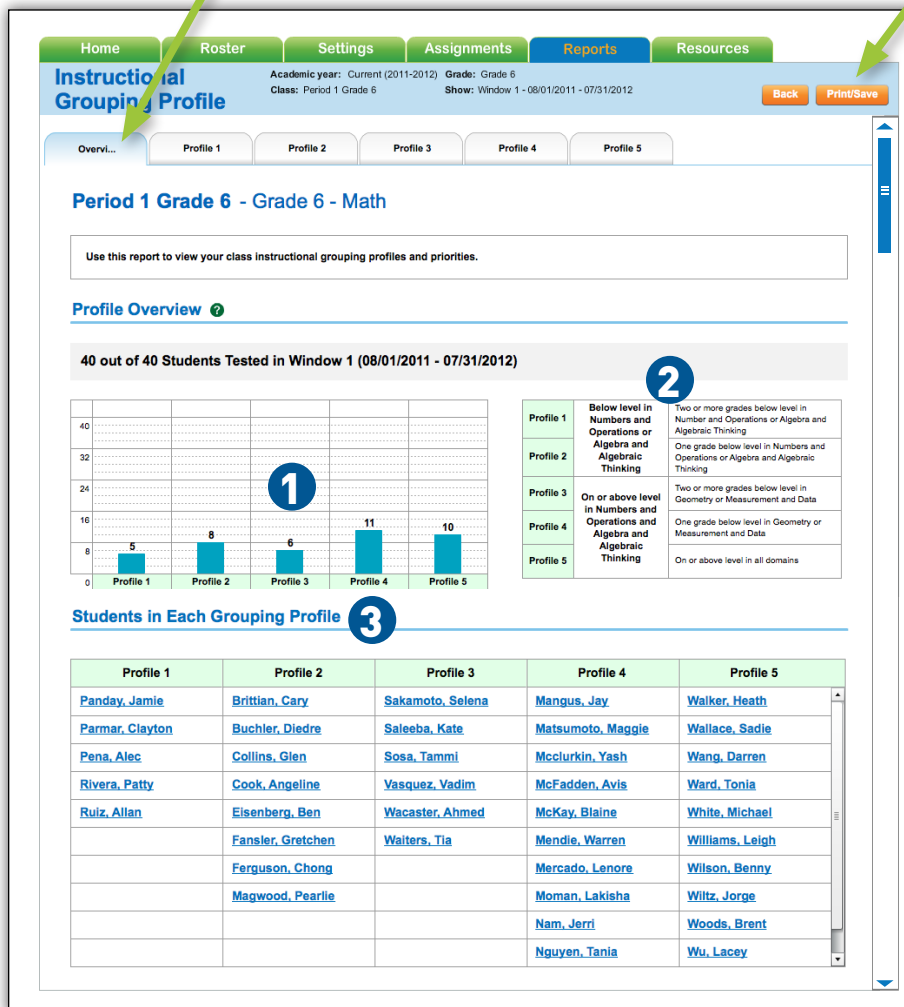 Home Roster Settings Assignments Reports Resources
Instructional
Grouping Profile
Academic year: Current (2011-2012) Grade: Grade 6
Class: Period 1 Grade 6 Show: Window 1 - 08/01/2011 - 07/31/2012
Back Print/Save
Overvi... Profile 1 Profile 2 Profile 3 Profile 4 Profile 5
Period 1 Grade 6 - Grade 6 - Math
Use this report to view your class instructional grouping profiles and priorities.
Profile Overview ?
40 out of 40 Students Tested in Window 1 (08/01/2011 - 07/31/2012)
40
32
24
16
8
0
5 8 6 11 10
Profile 1 Profile 2 Profile 3 Profile 4 Profile 5
1
2
Profile 1
Profile 2
Below level in
Numbers and
Operations or
Algebra and
Algebraic
Thinking
Two or more grades below level in
Number and Operations or Algebra and
Algebraic Thinking
One grade below level in Numbers and
Operations or Algebra and Algebraic
Thinking
Profile 3
Profile 4
Profile 5
On or above level
in Numbers and
Operations and
Algebra and
Algebraic
Thinking
Two or more grades below level in
Geometry or Measurement and Data
One grade below level in Geometry or
Measurement and Data
On or above level in all domains
Students in Each Grouping Profile 3
Profile 1 Profile 2 Profile 3 Profile 4 Profile 5
Panday, Jamie Brittian, Cary Sakamoto, Selena Mangus, Jay Walker, Heath
Parmar, Clayton Buchler, Diedre Saleeba, Kate Matsumoto, Maggie Wallace, Sadie
Pena, Alec Collins, Glen Sosa, Tammi Mcclurkin, Yash Wang, Darren
Rivera, Patty Cook, Angeline Vasquez, Vadim McFadden, Avis Ward, Tonia
Ruiz, Allan Eisenberg, Ben Wacaster, Ahmed McKay, Blaine White, Michael
Fansler, Gretchen Waiters, Tia Mendie, Warren Williams, Leigh
Ferguson, Chong Mercado, Lenore Wilson, Benny
Magwood, Pearlie Moman, Lakisha Wiltz, Jorge
Nam, Jerri Woods, Brent
Nguyen, Tania Wu, Lacey